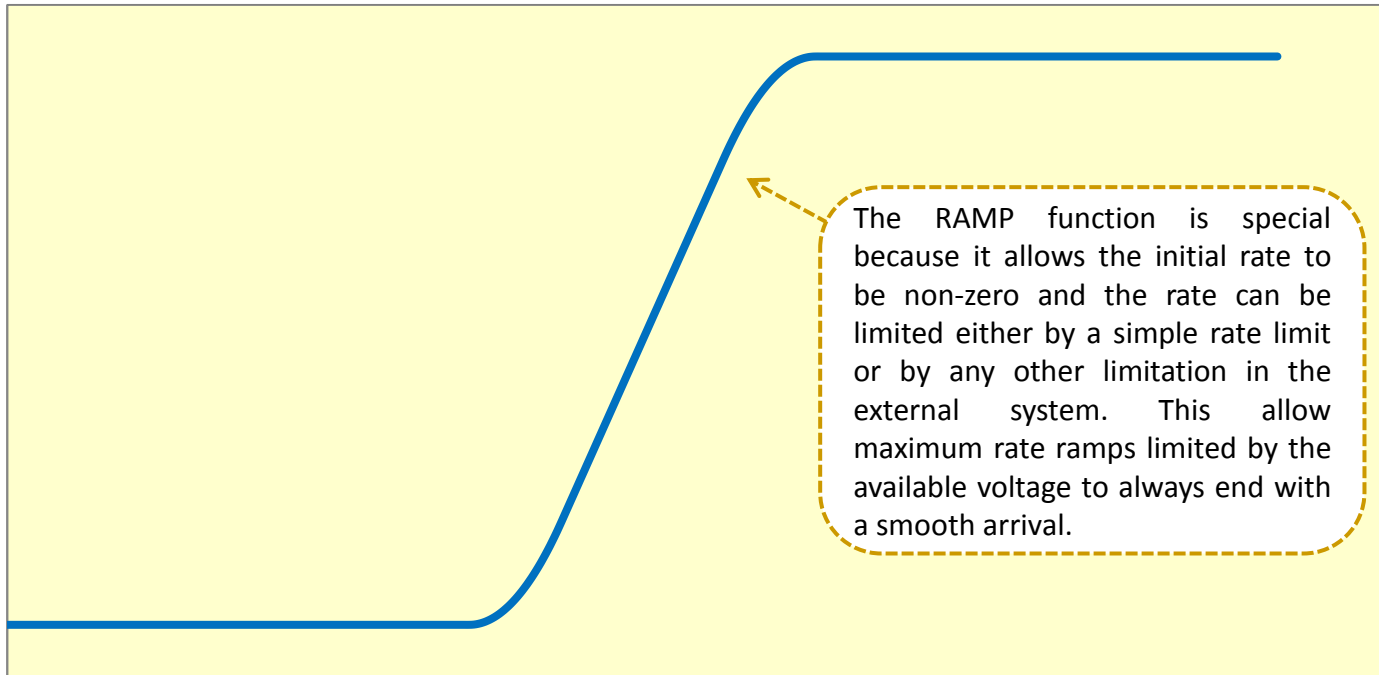 The RAMP function is special
because it allows the initial rate to
be non-zero and the rate can be
limited either by a simple rate limit
or by any other limitation in the
external system. This allow
maximum rate ramps limited by the
available voltage to always end with
a smooth arrival.